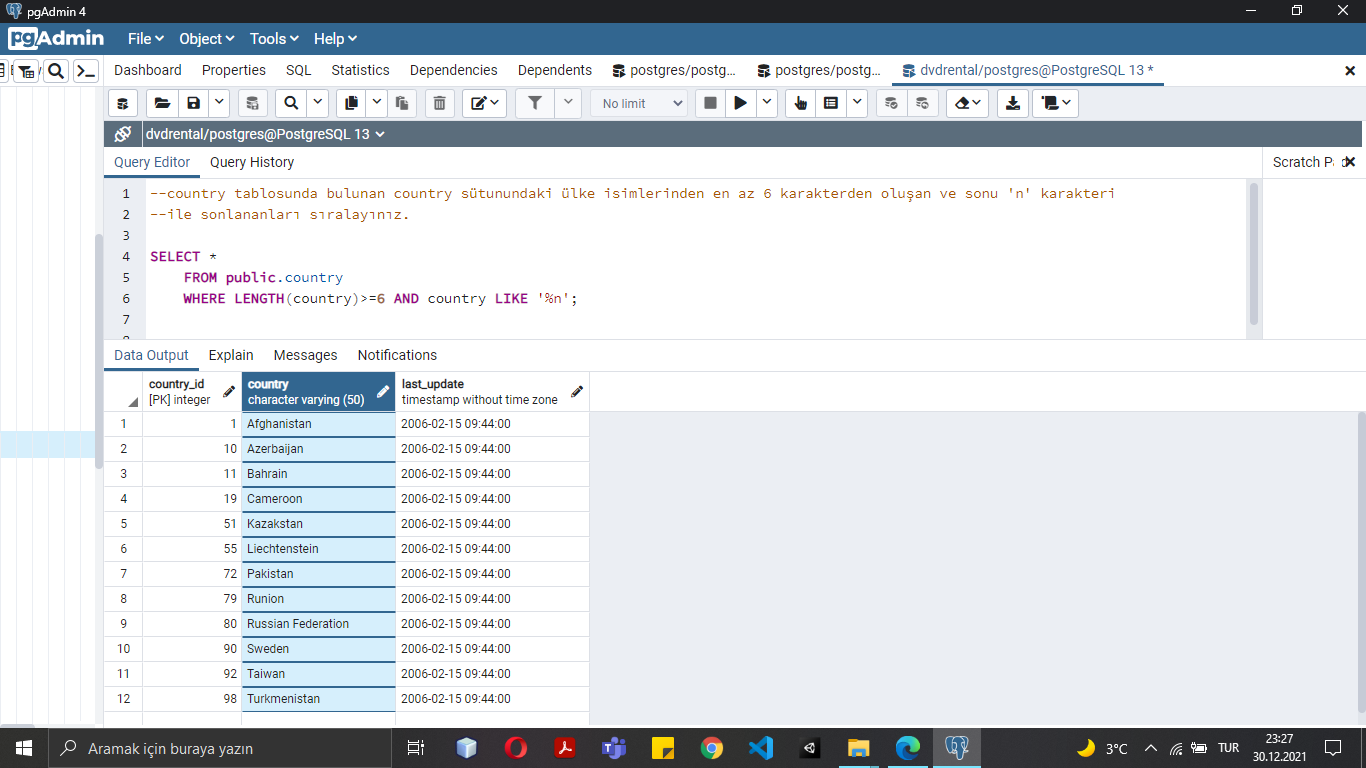 pgAdmin 4
pgAdmin File Object Tools Help
Dashboard Properties SQL Statistics Dependencies Dependents postgres/postg... postgres/postg... dvdrental/postgres@PostgreSQL 13 *
No limit
dvdrental/postgres@PostgreSQL 13
Query Editor Query History Scratch P
1 --country tablosunda bulunan country sütunundaki ülke isimlerinden en az 6 karakterden oluşan ve sonu 'n' karakteri
2 --ile sonlananları sıralayınız.
3
4 SELECT *
5 FROM public.country
6 WHERE LENGTH(country)>=6 AND country LIKE '%n';
7
8
Data Output Explain Messages Notifications
country_id country last_update
[PK] integer character varying (50) timestamp without time zone
1 1 Afghanistan 2006-02-15 09:44:00
2 10 Azerbaijan 2006-02-15 09:44:00
3 11 Bahrain 2006-02-15 09:44:00
4 19 Cameroon 2006-02-15 09:44:00
5 51 Kazakstan 2006-02-15 09:44:00
6 55 Liechtenstein 2006-02-15 09:44:00
7 72 Pakistan 2006-02-15 09:44:00
8 79 Runion 2006-02-15 09:44:00
9 80 Russian Federation 2006-02-15 09:44:00
10 90 Sweden 2006-02-15 09:44:00
11 92 Taiwan 2006-02-15 09:44:00
12 98 Turkmenistan 2006-02-15 09:44:00
Aramak için buraya yazın 3°C TUR 23:27
30.12.2021